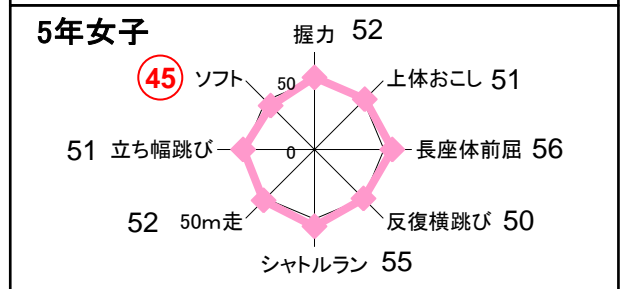 5年女子
握力 52
45 ソフト
50
上体おこし 51
51 立ち幅跳び
0
長座体前屈 56
52 50m走
反復横跳び 50
シャトルラン 55